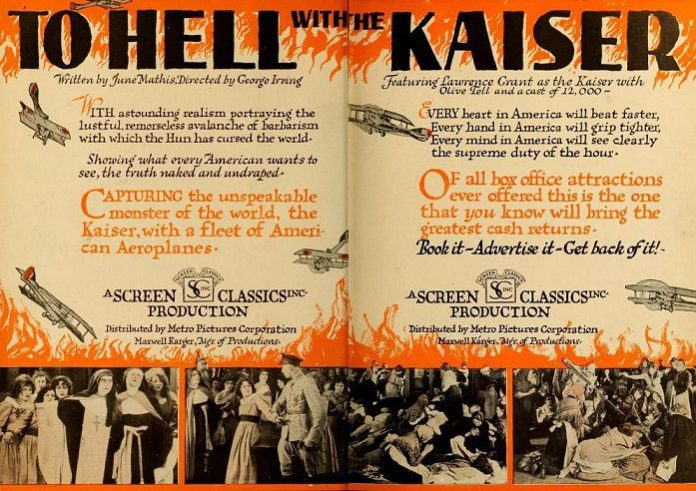 TO HELL WITH THE KAISER
Written by June Mathis. Directed by George Irving
WITH astounding realism portraying the
lustful, remorseless avalanche of barbarism
with which the Hun has cursed the world.
Showing what every American wants to
see, the truth naked and undraped.
CAPTURING the unspeakable
monster of the world, the
Kaiser, with a fleet of Ameri-
can Aeroplanes.
SCREEN CLASSICS
SC INC
A SCREEN CLASSICS INC.
PRODUCTION
Distributed by Metro Pictures Corporation
Maxwell Karger, Mgr. of Productions.
Featuring Lawrence Grant as the Kaiser with
Olive Tell and a cast of 12,000 ~
EVERY heart in America will beat faster,
Every hand in America will grip tighter,
Every mind in America will see clearly
the supreme duty of the hour.
OF all box office attractions
ever offered this is the one
that you know will bring the
greatest cash returns.
Book it - Advertise it - Get back of it!
SCREEN CLASSICS
SC INC
A SCREEN CLASSICS INC.
PRODUCTION
Distributed by Metro Pictures Corporation
Maxwell Karger, Mgr. of Productions.